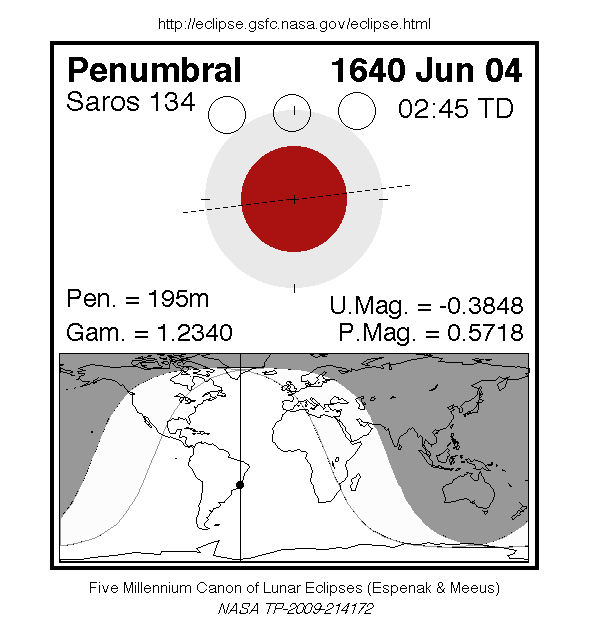 http://eclipse.gsfc.nasa.gov/eclipse.html
Penumbral 1640 Jun 04
Saros 134 02:45 TD
Pen. = 195m U.Mag. = -0.3848
Gam. = 1.2340 P.Mag. = 0.5718
Five Millennium Canon of Lunar Eclipses (Espenak & Meeus)
NASA TP-2009-214172